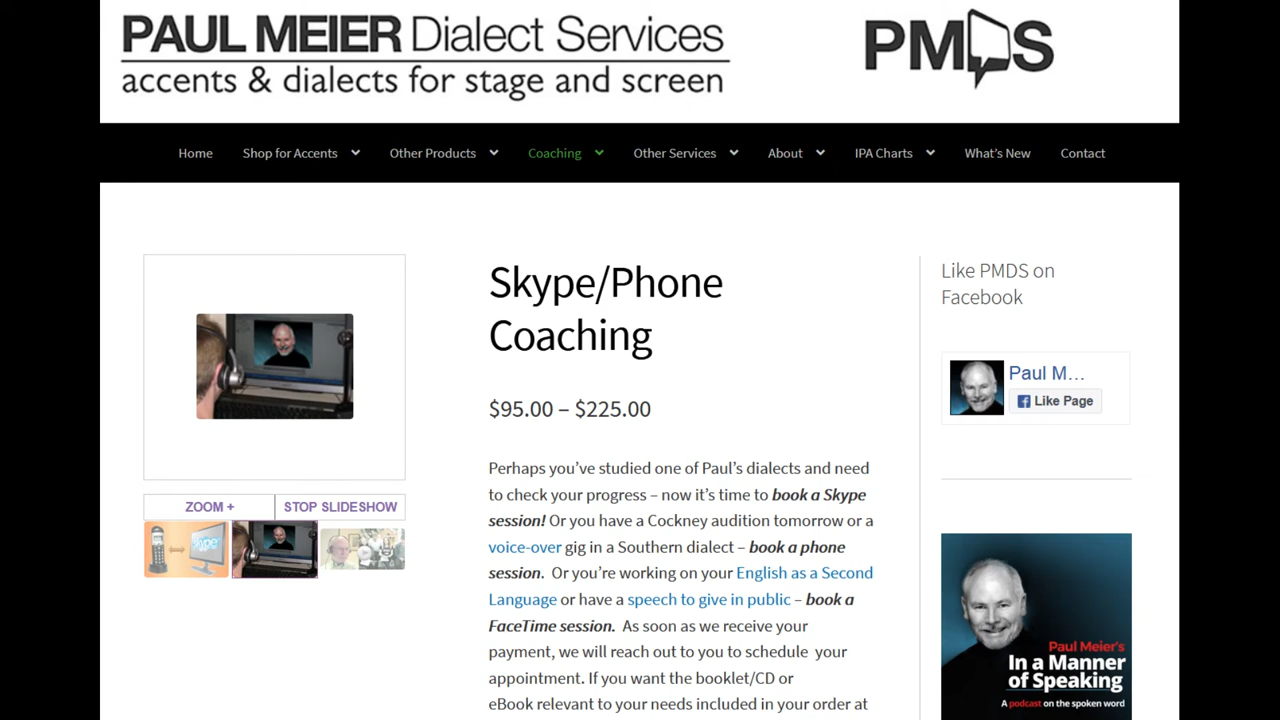 PAUL MEIER Dialect Services
accents & dialects for stage and screen
PMDS
Home
Shop for Accents
Other Products
Coaching
Other Services
About
IPA Charts
What's New
Contact
Skype/Phone
Coaching
$95.00 – $225.00
Perhaps you've studied one of Paul's dialects and need
to check your progress – now it's time to book a Skype
session! Or you have a Cockney audition tomorrow or a
voice-over gig in a Southern dialect – book a phone
session. Or you're working on your English as a Second
Language or have a speech to give in public – book a
FaceTime session. As soon as we receive your
payment, we will reach out to you to schedule your
appointment. If you want the booklet/CD or
eBook relevant to your needs included in your order at
ZOOM +
STOP SLIDESHOW
Skype
Like PMDS on
Facebook
Paul M...
Like Page
Paul Meier's
In a Manner
of Speaking
A podcast on the spoken word